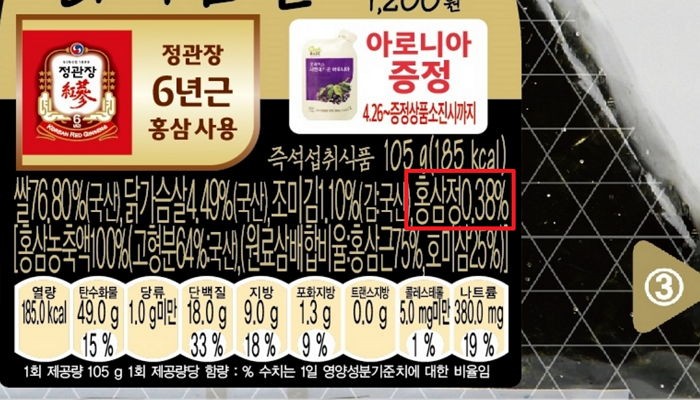 1,200원
정관장
紅蔘
6
KOREAN RED GINSENG
정관장
6년근
홍삼사용
아로니아
증정
4.26~증정상품소진시까지
즉석섭취식품 105 g(185 kcal)
쌀76.80%(국산),닭가슴살4.49%(국산),조미김1.10%(김국산),홍삼정0.38%
[홍삼농축액100%(고형분64%:국산),(원료삼배합비율:홍삼근75%, 홍미삼25%)]
열량 탄수화물 당류 단백질 지방 포화지방 트랜스지방 콜레스테롤 나트륨
185.0 kcal 49.0 g 1.0 g미만 18.0 g 9.0 g 1.3 g 0.0 g 5.0 mg미만 380.0 mg
15 % 33 % 18 % 9 % 1 % 19 %
1회 제공량 105 g 1회 제공량당 함량 : % 수치는 1일 영양성분기준치에 대한 비율임
③